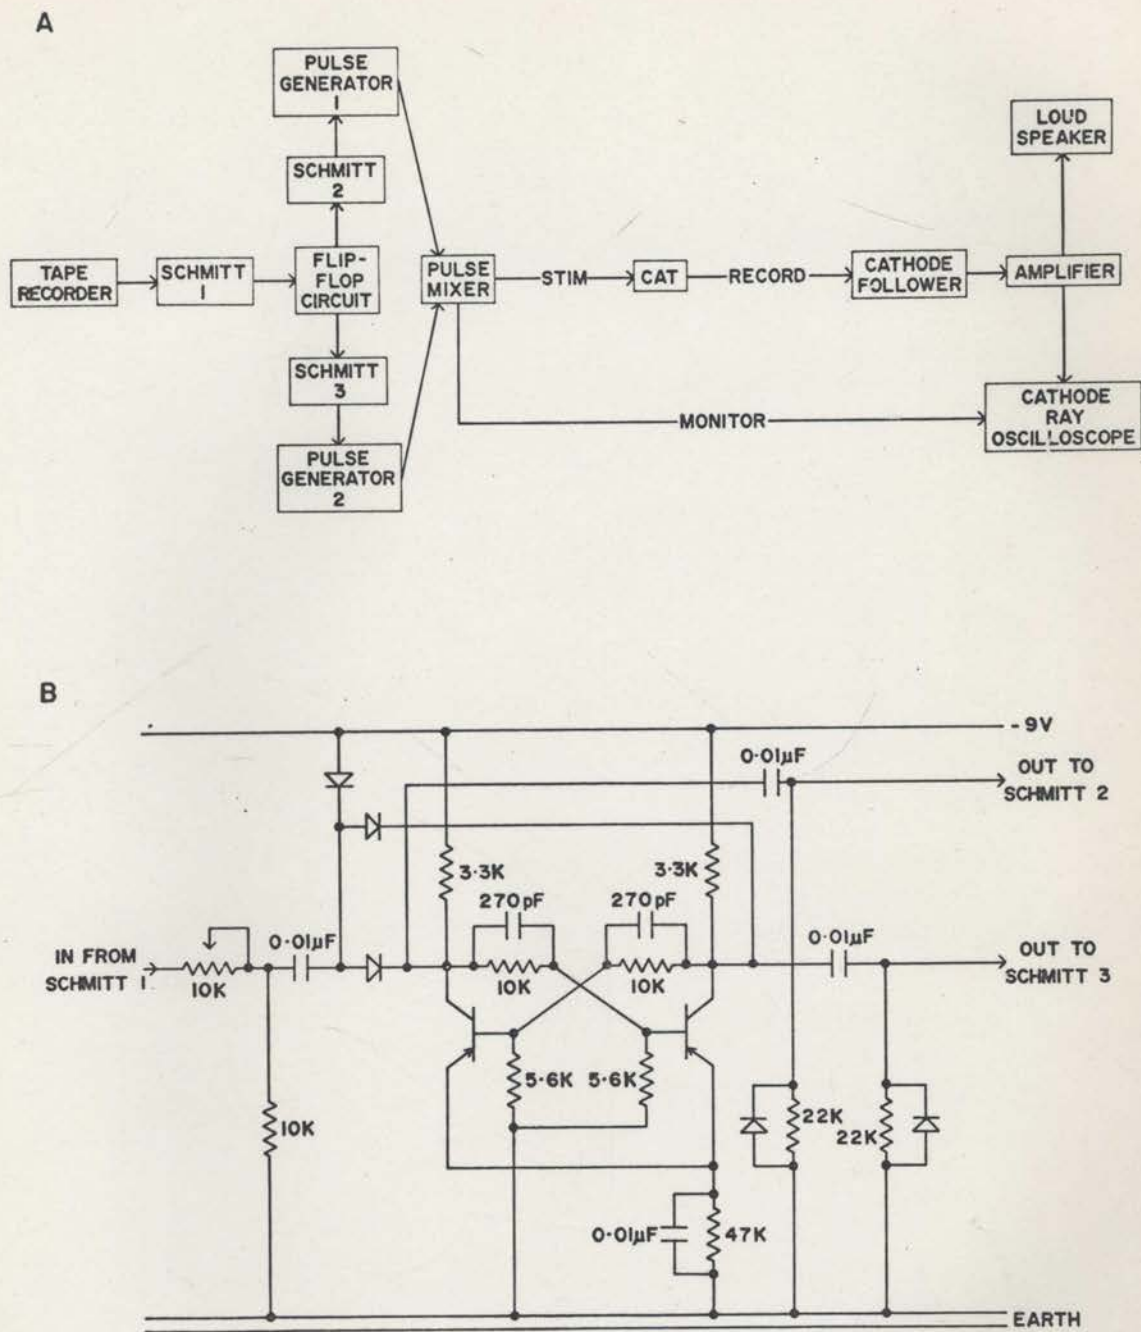 A
PULSE
GENERATOR
1
SCHMITT
2
FLIP-
FLOP
CIRCUIT
TAPE
RECORDER
SCHMITT
1
SCHMITT
3
PULSE
GENERATOR
2
PULSE
MIXER
STIM
CAT
RECORD
CATHODE
FOLLOWER
AMPLIFIER
LOUD
SPEAKER
MONITOR
CATHODE
RAY
OSCILLOSCOPE
B
-9V
0·01µF
OUT TO
SCHMITT 2
3·3K
3·3K
270pF
270pF
0·01µF
0·01µF
IN FROM
SCHMITT 1
10K
10K
10K
OUT TO
SCHMITT 3
5·6K
5·6K
10K
22K
22K
0·01µF
47K
EARTH